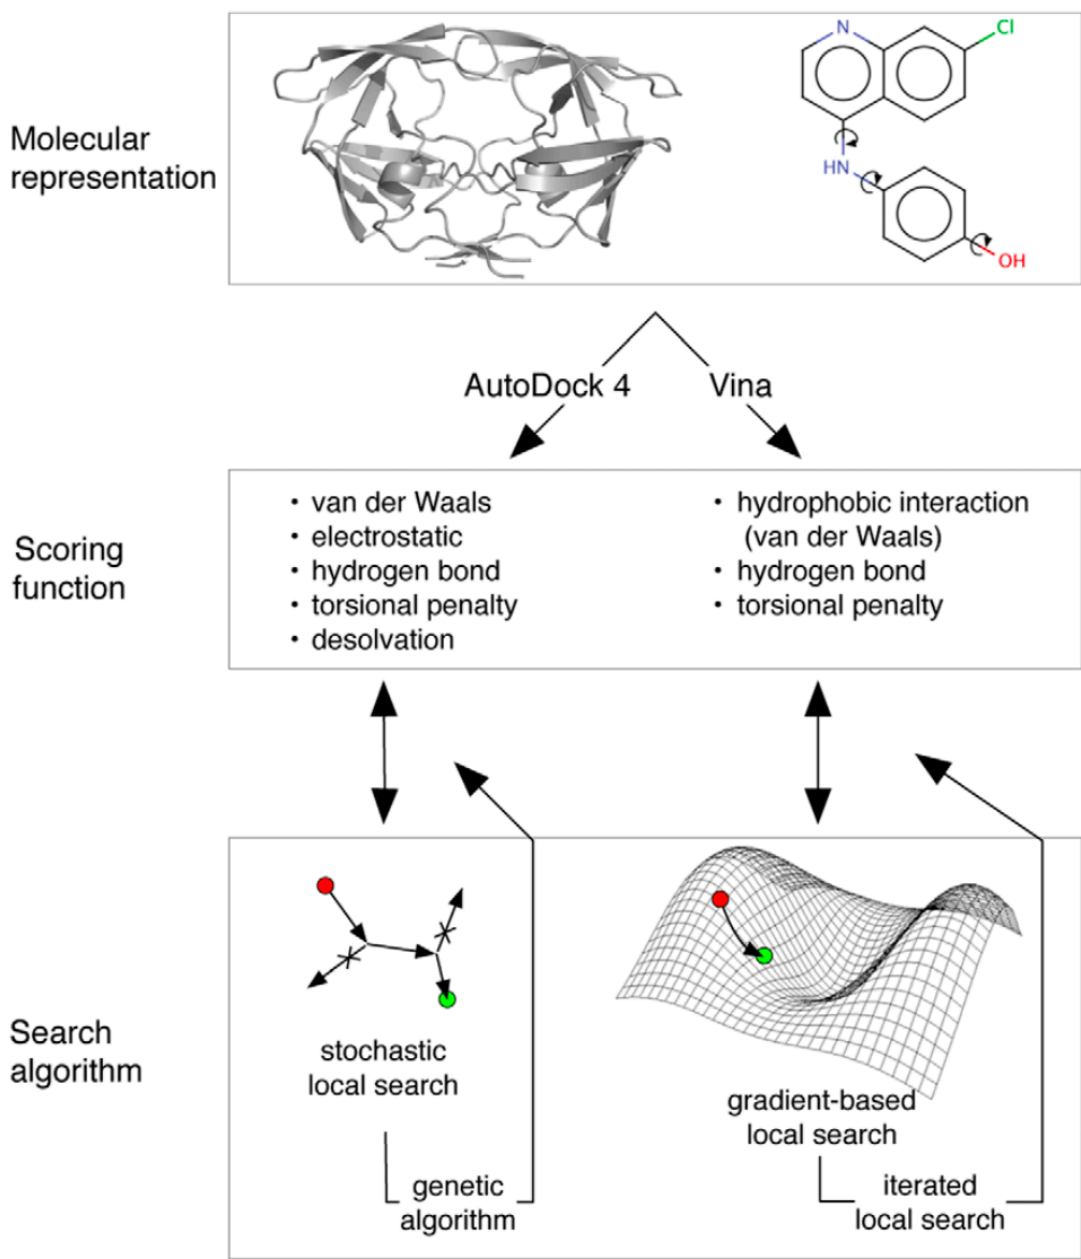 N
Cl
Molecular
representation
HN
OH
AutoDock 4
Vina
Scoring
function
• van der Waals
• electrostatic
• hydrogen bond
• torsional penalty
• desolvation
• hydrophobic interaction
(van der Waals)
• hydrogen bond
• torsional penalty
Search
algorithm
stochastic
local search
genetic
algorithm
gradient-based
local search
iterated
local search